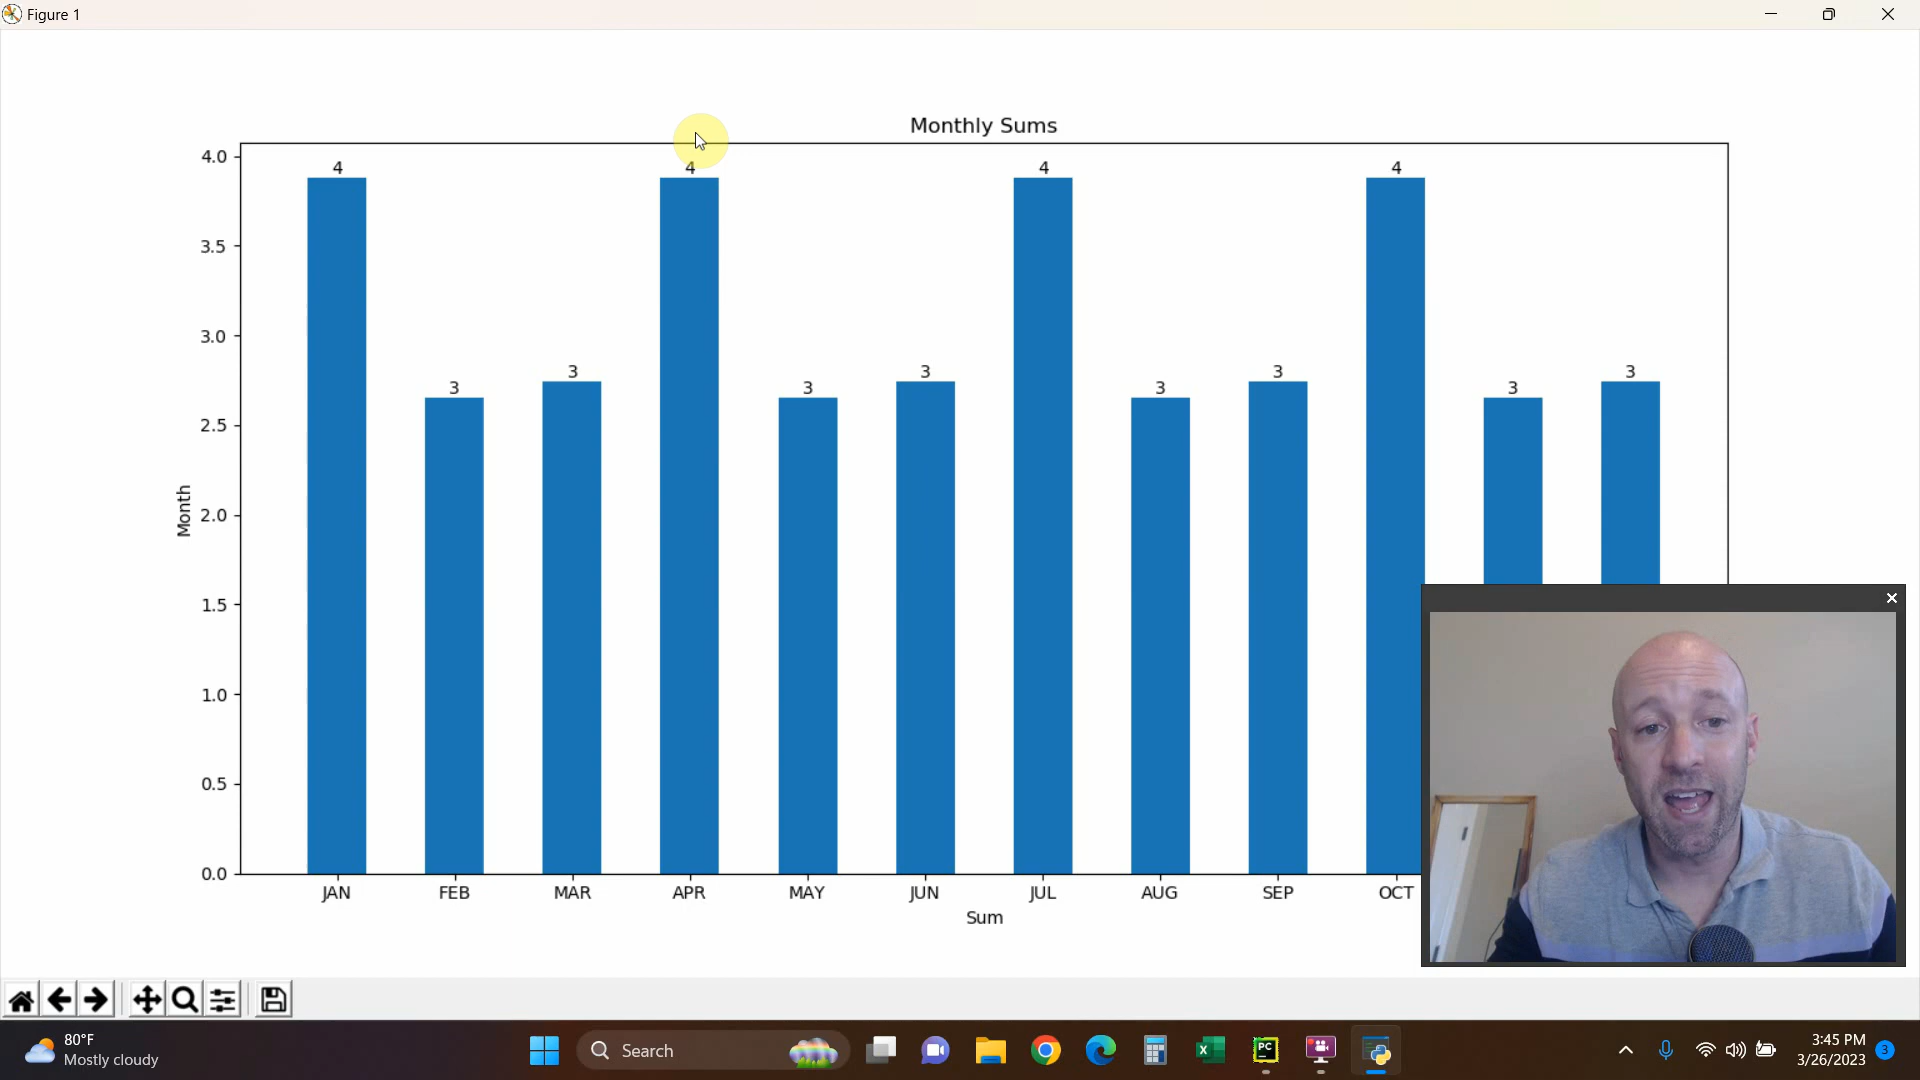 Figure 1
Monthly Sums
4.0
3.5
3.0
2.5
2.0
1.5
1.0
0.5
0.0
Month
4 3 3 4 3 3 4 3 3 4 3 3
JAN FEB MAR APR MAY JUN JUL AUG SEP OCT
Sum
80°F
Mostly cloudy
Search
PC
3:45 PM
3/26/2023
3